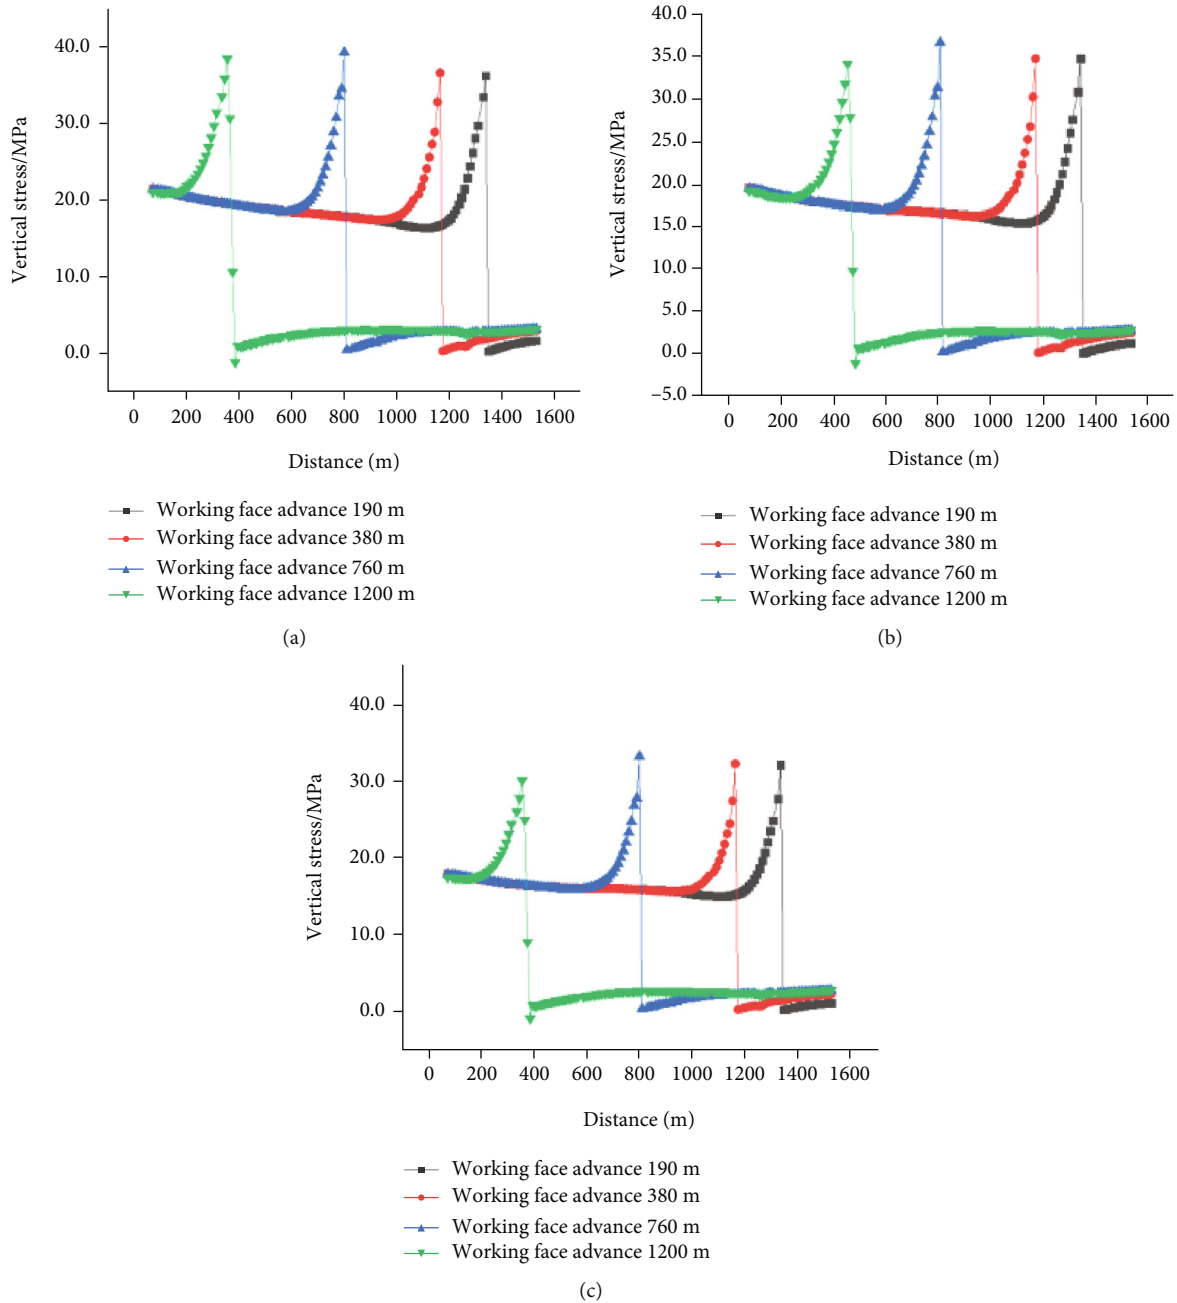 40.0
30.0
20.0
10.0
0.0
Vertical stress/MPa
0 200 400 600 800 1000 1200 1400 1600
Distance (m)
Working face advance 190 m
Working face advance 380 m
Working face advance 760 m
Working face advance 1200 m
(a)
40.0
35.0
30.0
25.0
20.0
15.0
10.0
5.0
0.0
−5.0
Vertical stress/MPa
0 200 400 600 800 1000 1200 1400 1600
Distance (m)
Working face advance 190 m
Working face advance 380 m
Working face advance 760 m
Working face advance 1200 m
(b)
40.0
30.0
20.0
10.0
0.0
Vertical stress/MPa
0 200 400 600 800 1000 1200 1400 1600
Distance (m)
Working face advance 190 m
Working face advance 380 m
Working face advance 760 m
Working face advance 1200 m
(c)